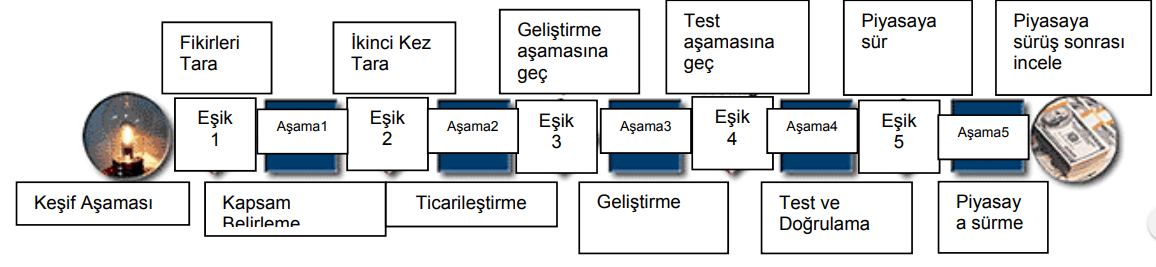 Fikirleri
Tara
İkinci Kez
Tara
Geliştirme
aşamasına
geç
Test
aşamasına
geç
Piyasaya
sür
Piyasaya
sürüş sonrası
incele
Eşik
1
Aşama1
Eşik
2
Aşama2
Eşik
3
Aşama3
Eşik
4
Aşama4
Eşik
5
Aşama5
Keşif Aşaması
Kapsam
Belirleme
Ticarileştirme
Geliştirme
Test ve
Doğrulama
Piyasay
a sürme